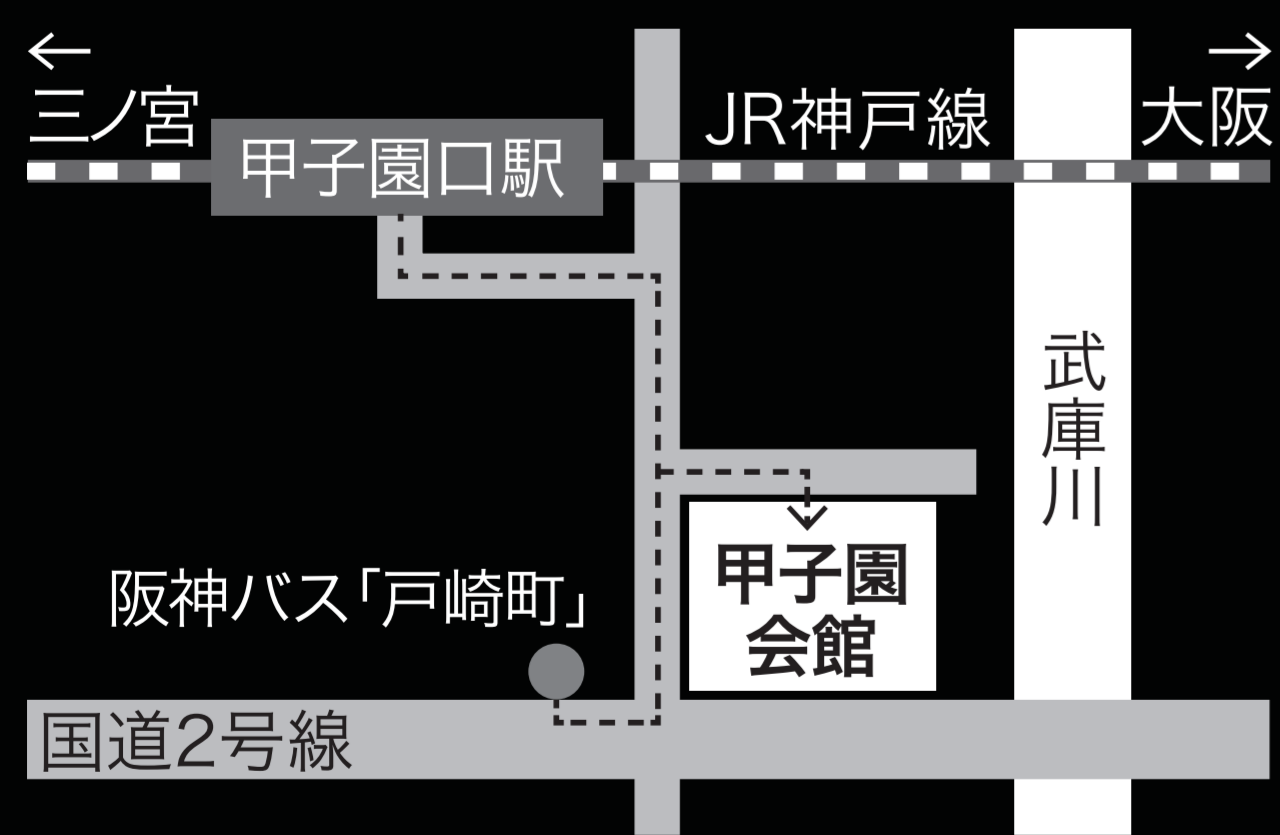 ←
三ノ宮
甲子園口駅
JR神戸線
→
大阪
武庫川
阪神バス「戸崎町」
甲子園
会館
国道2号線